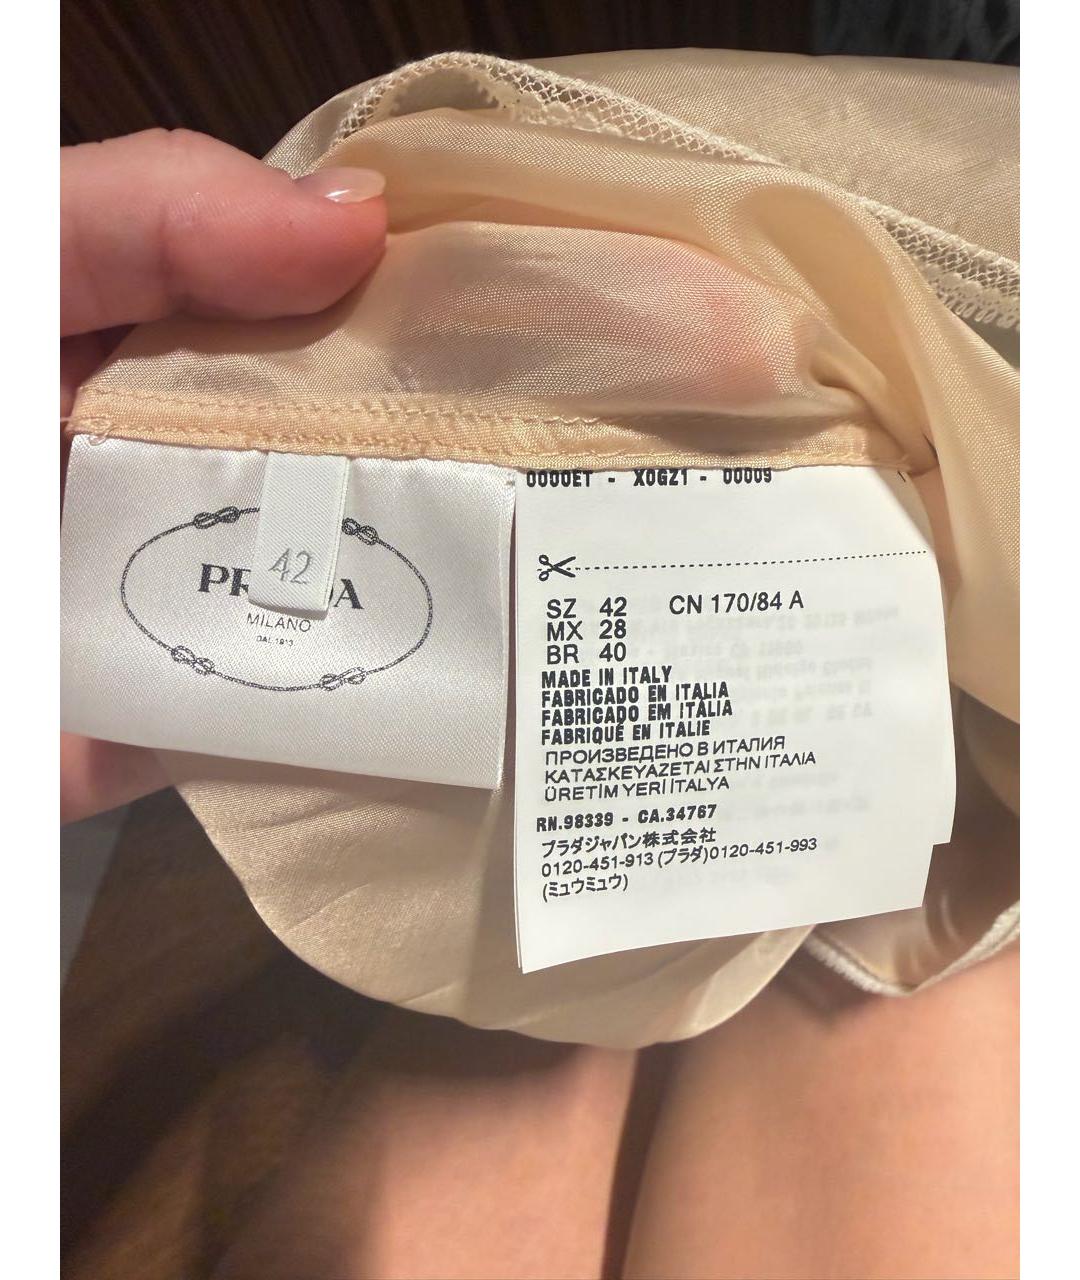 PRADA
42
MILANO
DAL 1913
0000ET - X0GZ1 - 00009
SZ 42 CN 170/84 A
MX 28
BR 40
MADE IN ITALY
FABRICADO EN ITALIA
FABRICADO EM ITÁLIA
FABRIQUÉ EN ITALIE
ПРОИЗВЕДЕНО В ИТАЛИЯ
ΚΑΤΑΣΚΕΥΑΖΕΤΑΙ ΣΤΗΝ ΙΤΑΛΙΑ
ÜRETİM YERİ İTALYA
RN.98339 - CA.34767
プラダジャパン株式会社
0120-451-913 (プラダ)0120-451-993
(ミュウミュウ)